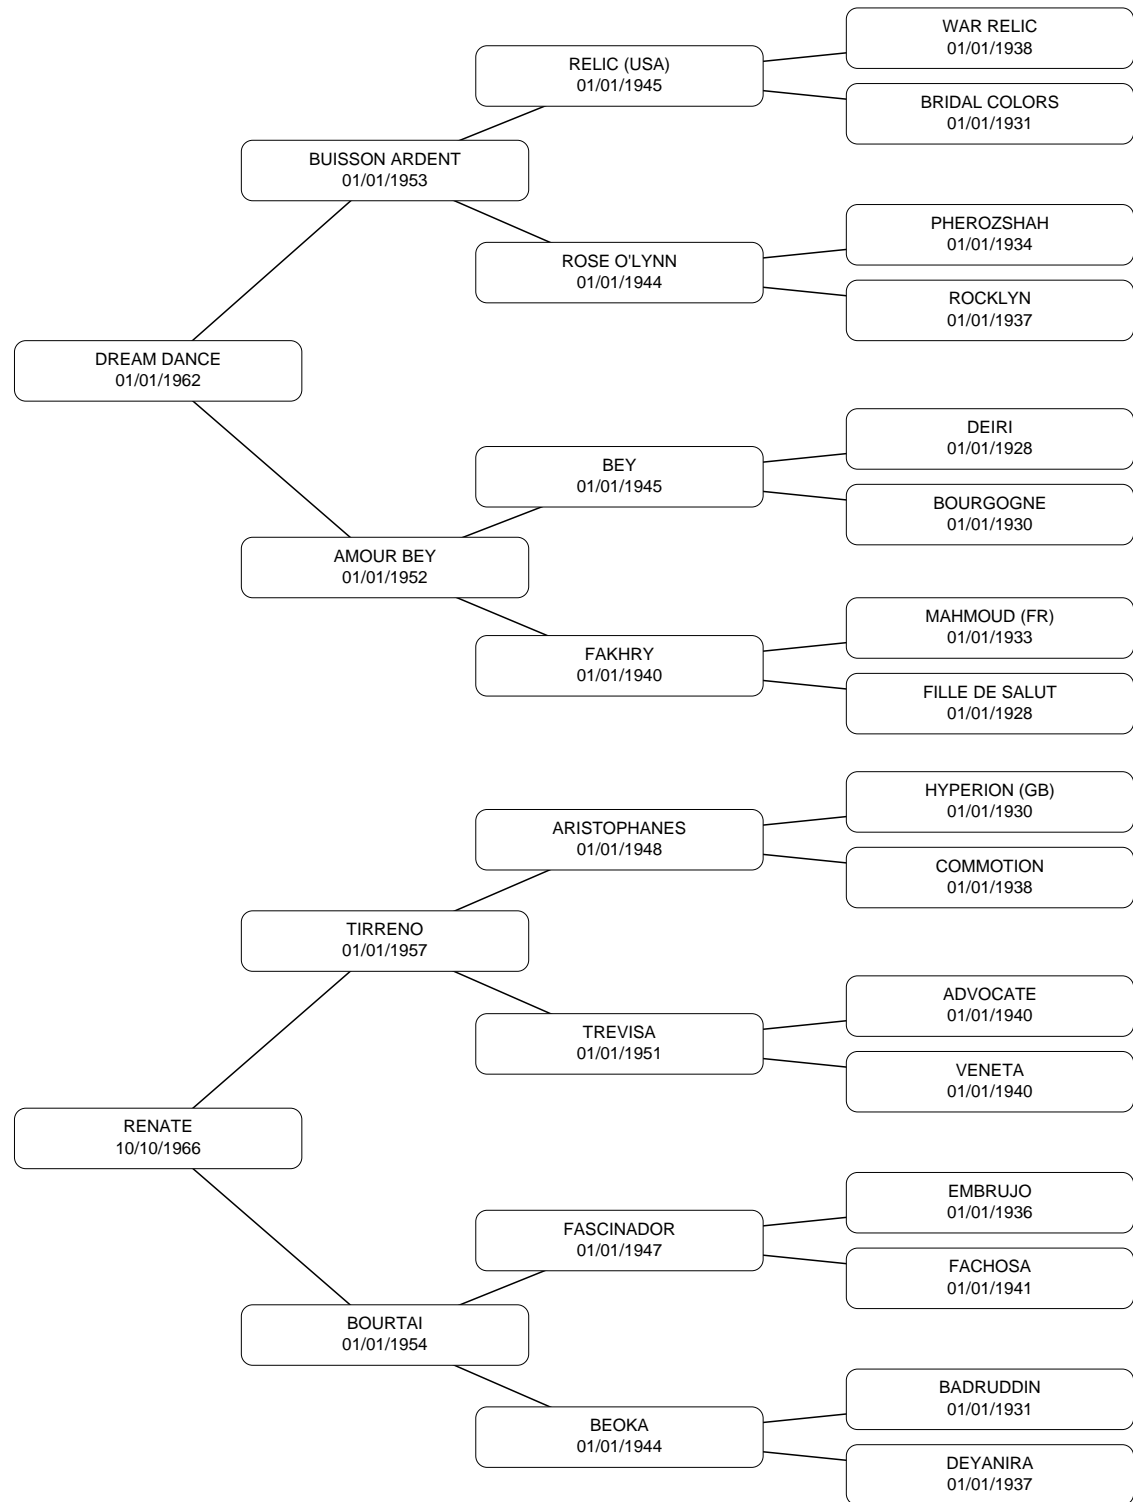 WAR RELIC
01/01/1938
RELIC (USA)
01/01/1945
BRIDAL COLORS
01/01/1931
BUISSON ARDENT
01/01/1953
PHEROZSHAH
01/01/1934
ROSE O'LYNN
01/01/1944
ROCKLYN
01/01/1937
DREAM DANCE
01/01/1962
DEIRI
01/01/1928
BEY
01/01/1945
BOURGOGNE
01/01/1930
AMOUR BEY
01/01/1952
MAHMOUD (FR)
01/01/1933
FAKHRY
01/01/1940
FILLE DE SALUT
01/01/1928
HYPERION (GB)
01/01/1930
ARISTOPHANES
01/01/1948
COMMOTION
01/01/1938
TIRRENO
01/01/1957
ADVOCATE
01/01/1940
TREVISA
01/01/1951
VENETA
01/01/1940
RENATE
10/10/1966
EMBRUJO
01/01/1936
FASCINADOR
01/01/1947
FACHOSA
01/01/1941
BOURTAI
01/01/1954
BADRUDDIN
01/01/1931
BEOKA
01/01/1944
DEYANIRA
01/01/1937